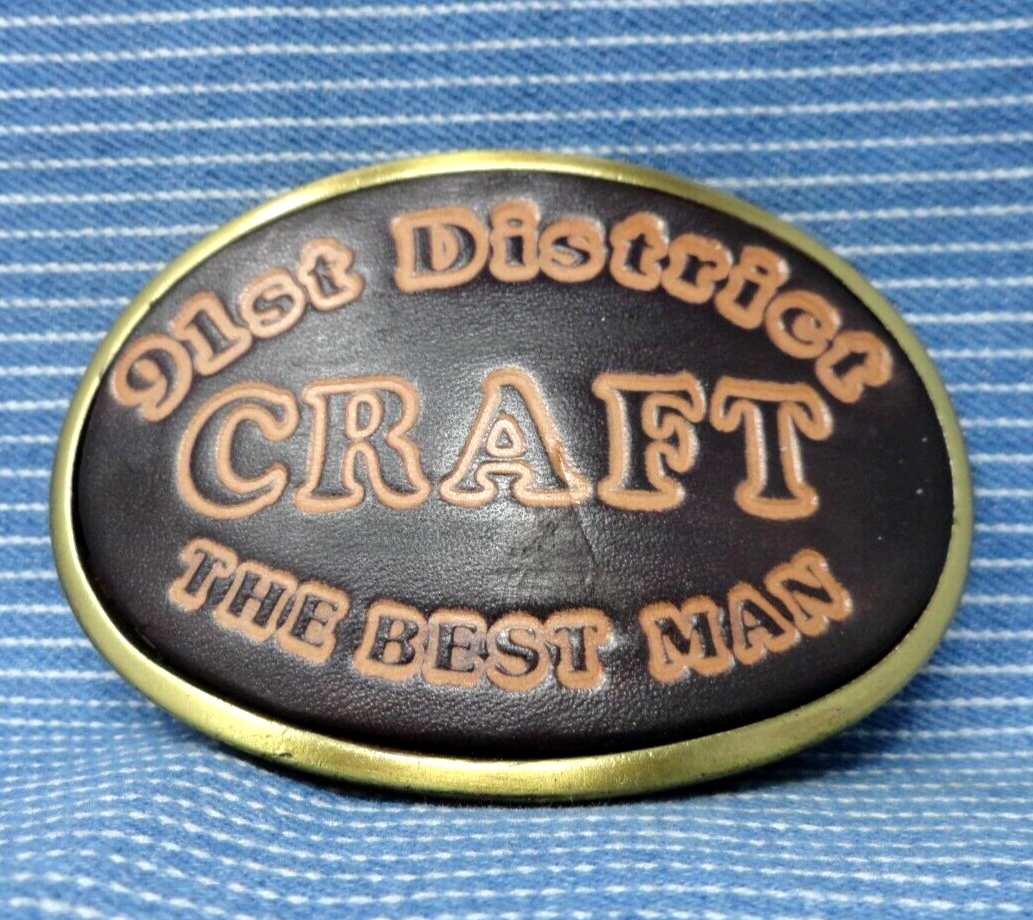 91st District
CRAFT
THE BEST MAN